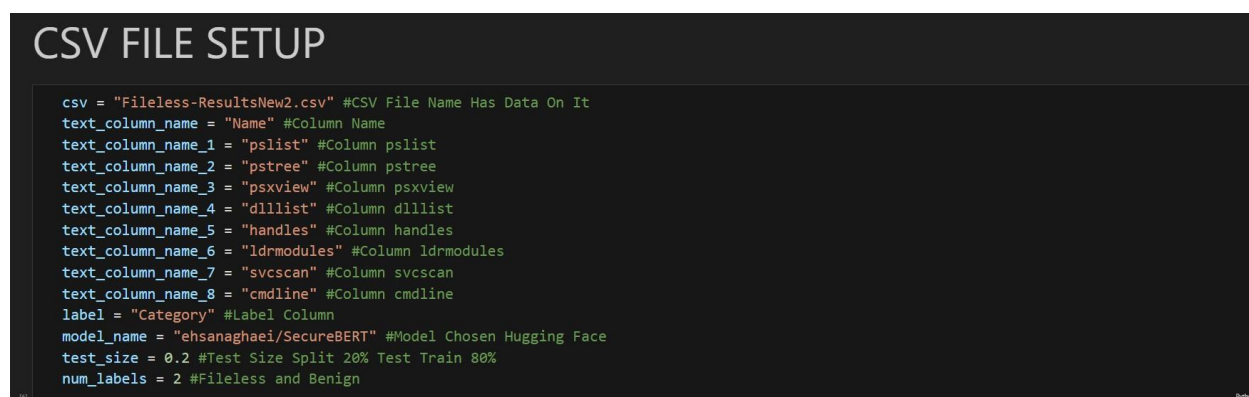 CSV FILE SETUP
csv = "Fileless-ResultsNew2.csv" #CSV File Name Has Data On It
text_column_name = "Name" #Column Name
text_column_name_1 = "pslist" #Column pslist
text_column_name_2 = "pstree" #Column pstree
text_column_name_3 = "psxview" #Column psxview
text_column_name_4 = "dlllist" #Column dlllist
text_column_name_5 = "handles" #Column handles
text_column_name_6 = "ldrmodules" #Column ldrmodules
text_column_name_7 = "svcscan" #Column svcscan
text_column_name_8 = "cmdline" #Column cmdline
label = "Category" #Label Column
model_name = "ehsanaghaei/SecureBERT" #Model Chosen Hugging Face
test_size = 0.2 #Test Size Split 20% Test Train 80%
num_labels = 2 #Fileless and Benign